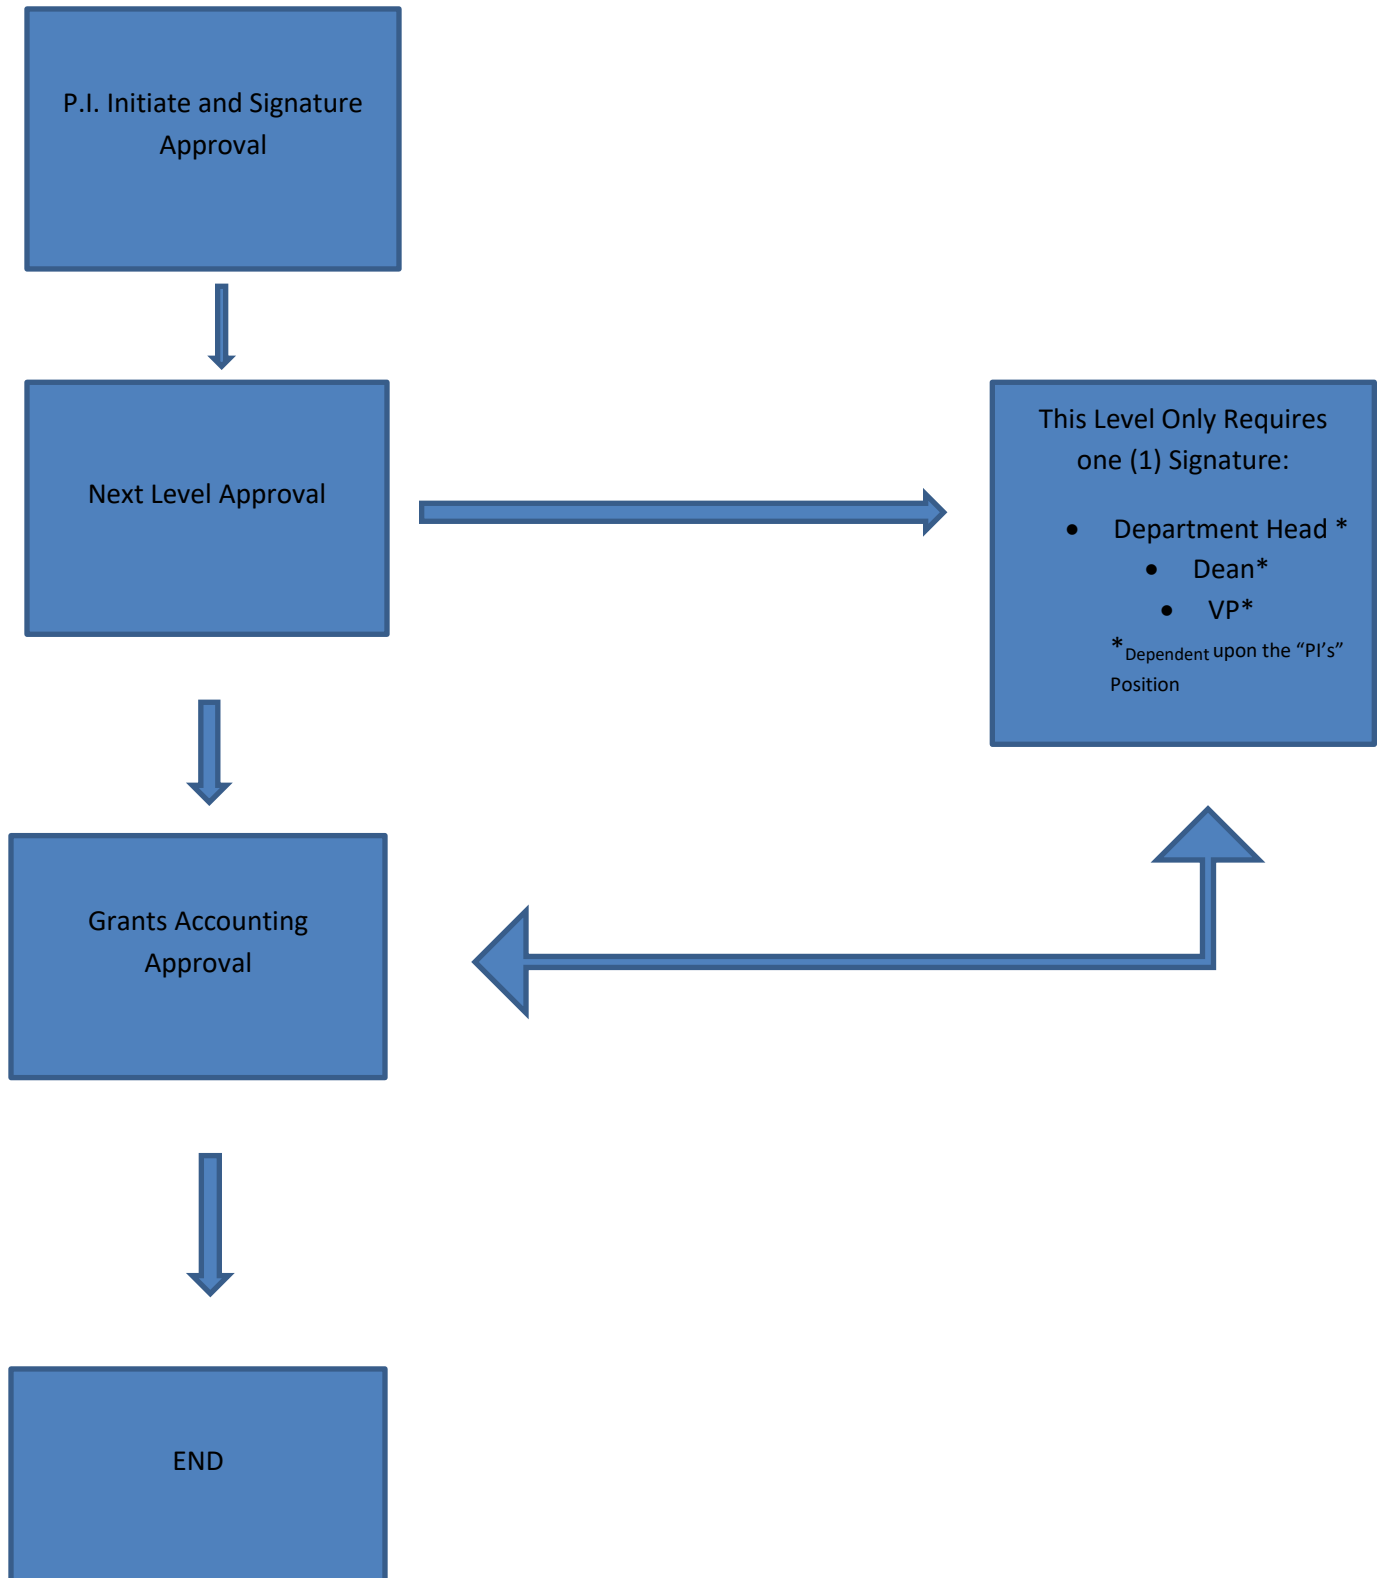 P.I. Initiate and Signature
Approval
Next Level Approval
This Level Only Requires
one (1) Signature:
• Department Head *
• Dean*
• VP*
*Dependent upon the “PI’s”
Position
Grants Accounting
Approval
END